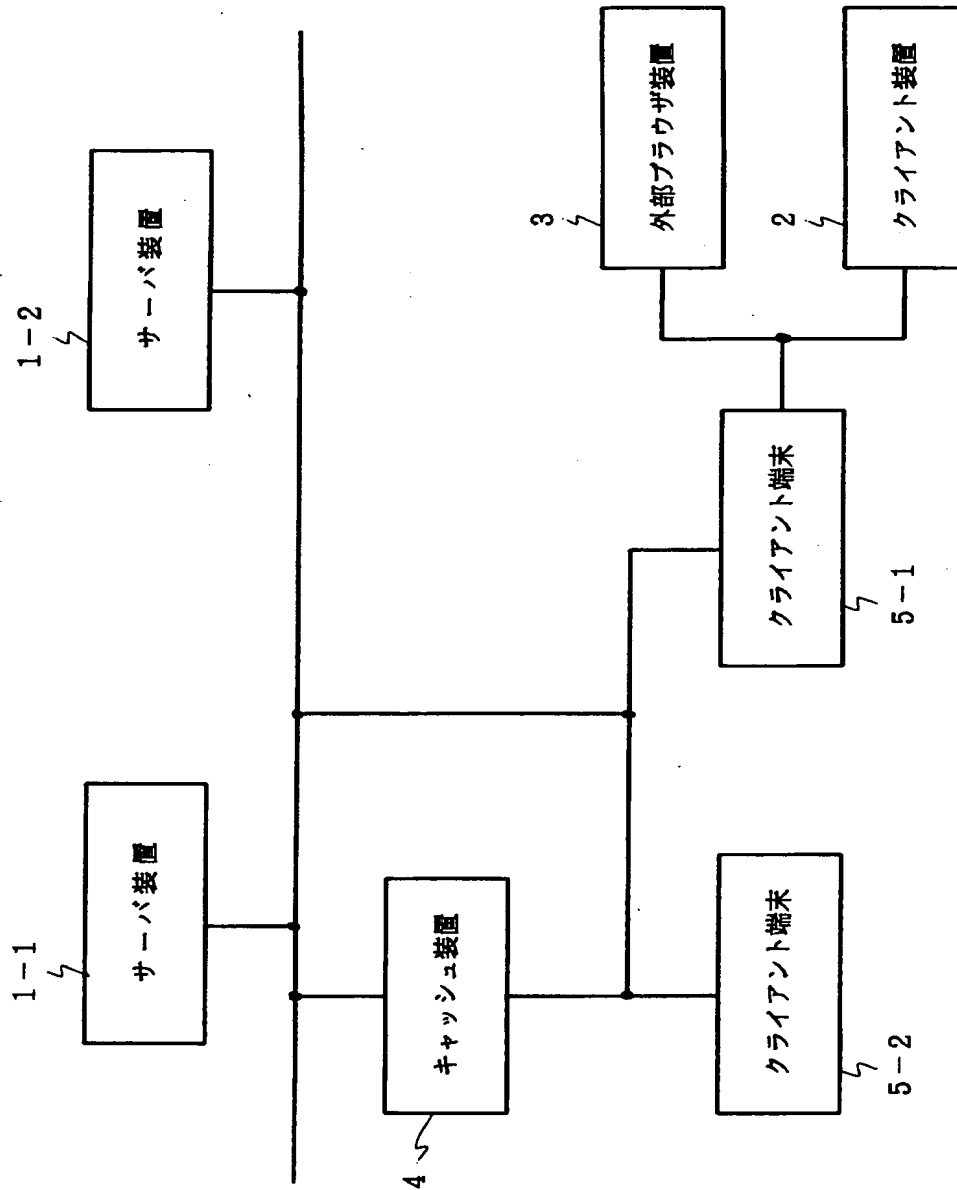 1-1
サーバ装置
1-2
サーバ装置
4
キャッシュ装置
3
外部ブラウザ装置
2
クライアント装置
クライアント端末
5-2
クライアント端末
5-1